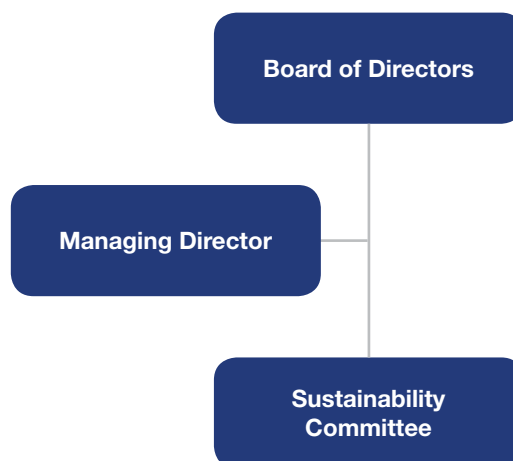 Board of Directors
Managing Director
Sustainability
Committee